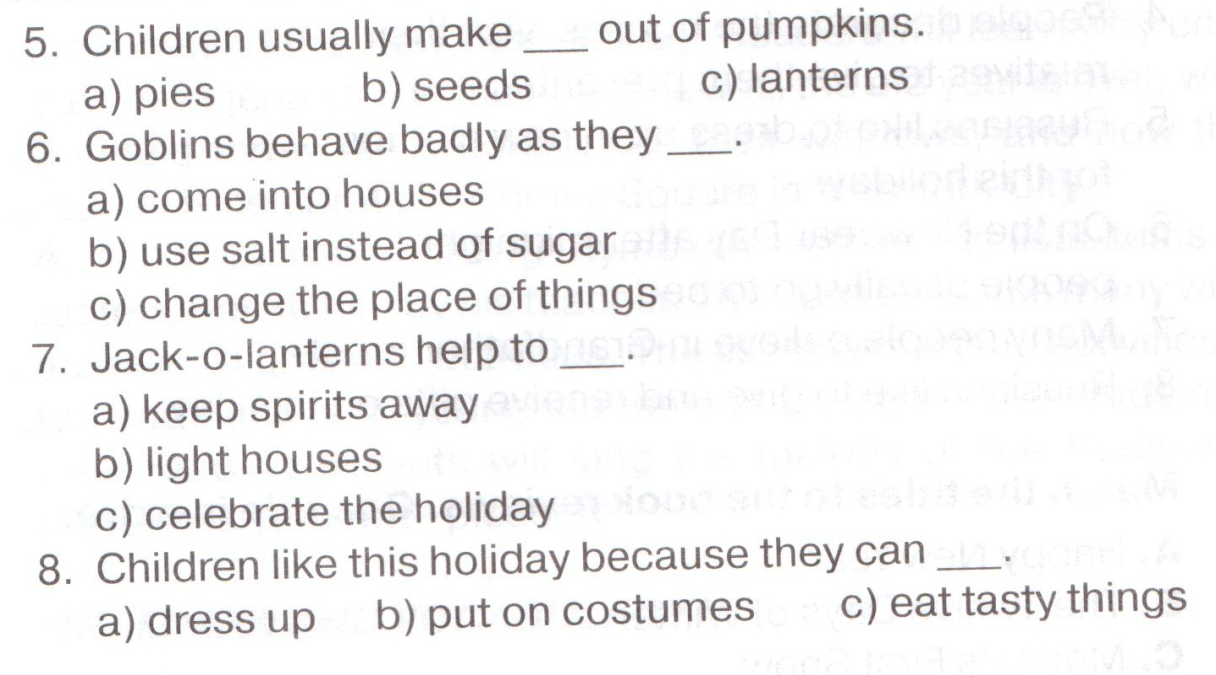 5. Children usually make ___ out of pumpkins.
a) pies b) seeds c) lanterns
6. Goblins behave badly as they ___.
a) come into houses
b) use salt instead of sugar
c) change the place of things
7. Jack-o-lanterns help to ___.
a) keep spirits away
b) light houses
c) celebrate the holiday
8. Children like this holiday because they can ___.
a) dress up b) put on costumes c) eat tasty things